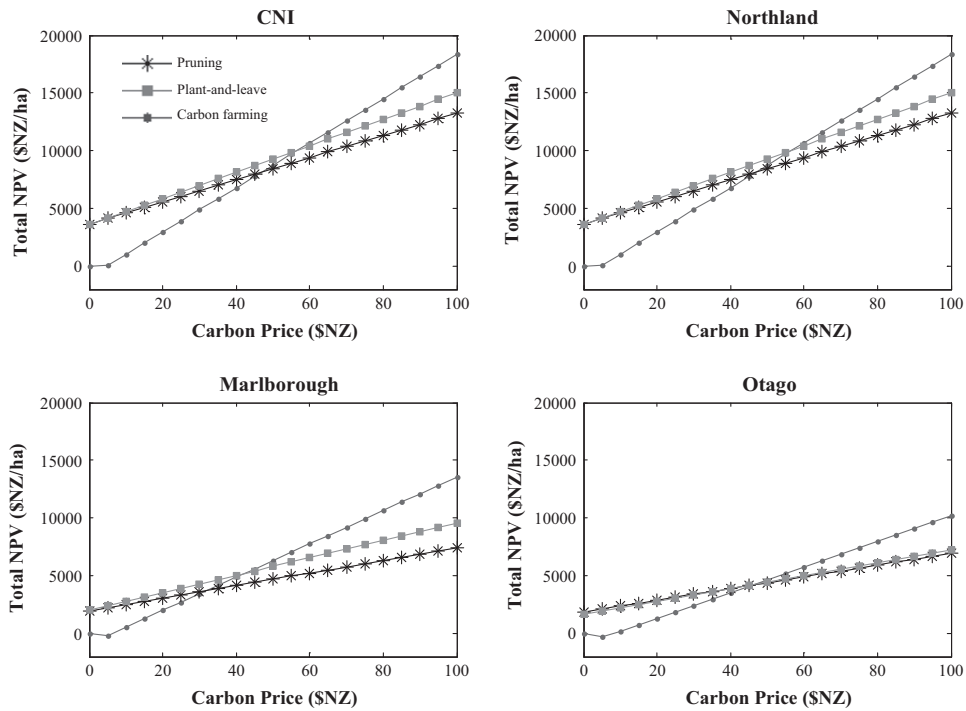 CNI
Total NPV ($NZ/ha)
20000
15000
10000
5000
0
Pruning
Plant-and-leave
Carbon farming
0 20 40 60 80 100
Carbon Price ($NZ)
Northland
Total NPV ($NZ/ha)
20000
15000
10000
5000
0
0 20 40 60 80 100
Carbon Price ($NZ)
Marlborough
Total NPV ($NZ/ha)
20000
15000
10000
5000
0
0 20 40 60 80 100
Carbon Price ($NZ)
Otago
Total NPV ($NZ/ha)
20000
15000
10000
5000
0
0 20 40 60 80 100
Carbon Price ($NZ)